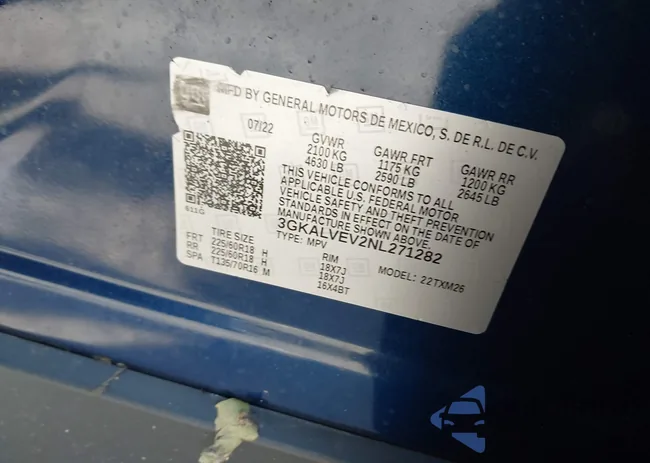 MFD BY GENERAL MOTORS DE MEXICO, S. DE R.L. DE C.V.
07/22
GVWR GAWR FRT GAWR RR
2100 KG 1175 KG 1200 KG
4630 LB 2590 LB 2645 LB
THIS VEHICLE CONFORMS TO ALL
APPLICABLE U.S. FEDERAL MOTOR
VEHICLE SAFETY AND THEFT PREVENTION
STANDARDS IN EFFECT ON THE DATE OF
MANUFACTURE SHOWN ABOVE.
611G
3GKALVEV2NL271282
TYPE: MPV
TIRE SIZE RIM
FRT 225/60R18 H 18X7J
RR 225/60R18 H 18X7J
SPA T135/70R16 M 16X4BT
MODEL: 22TXM26